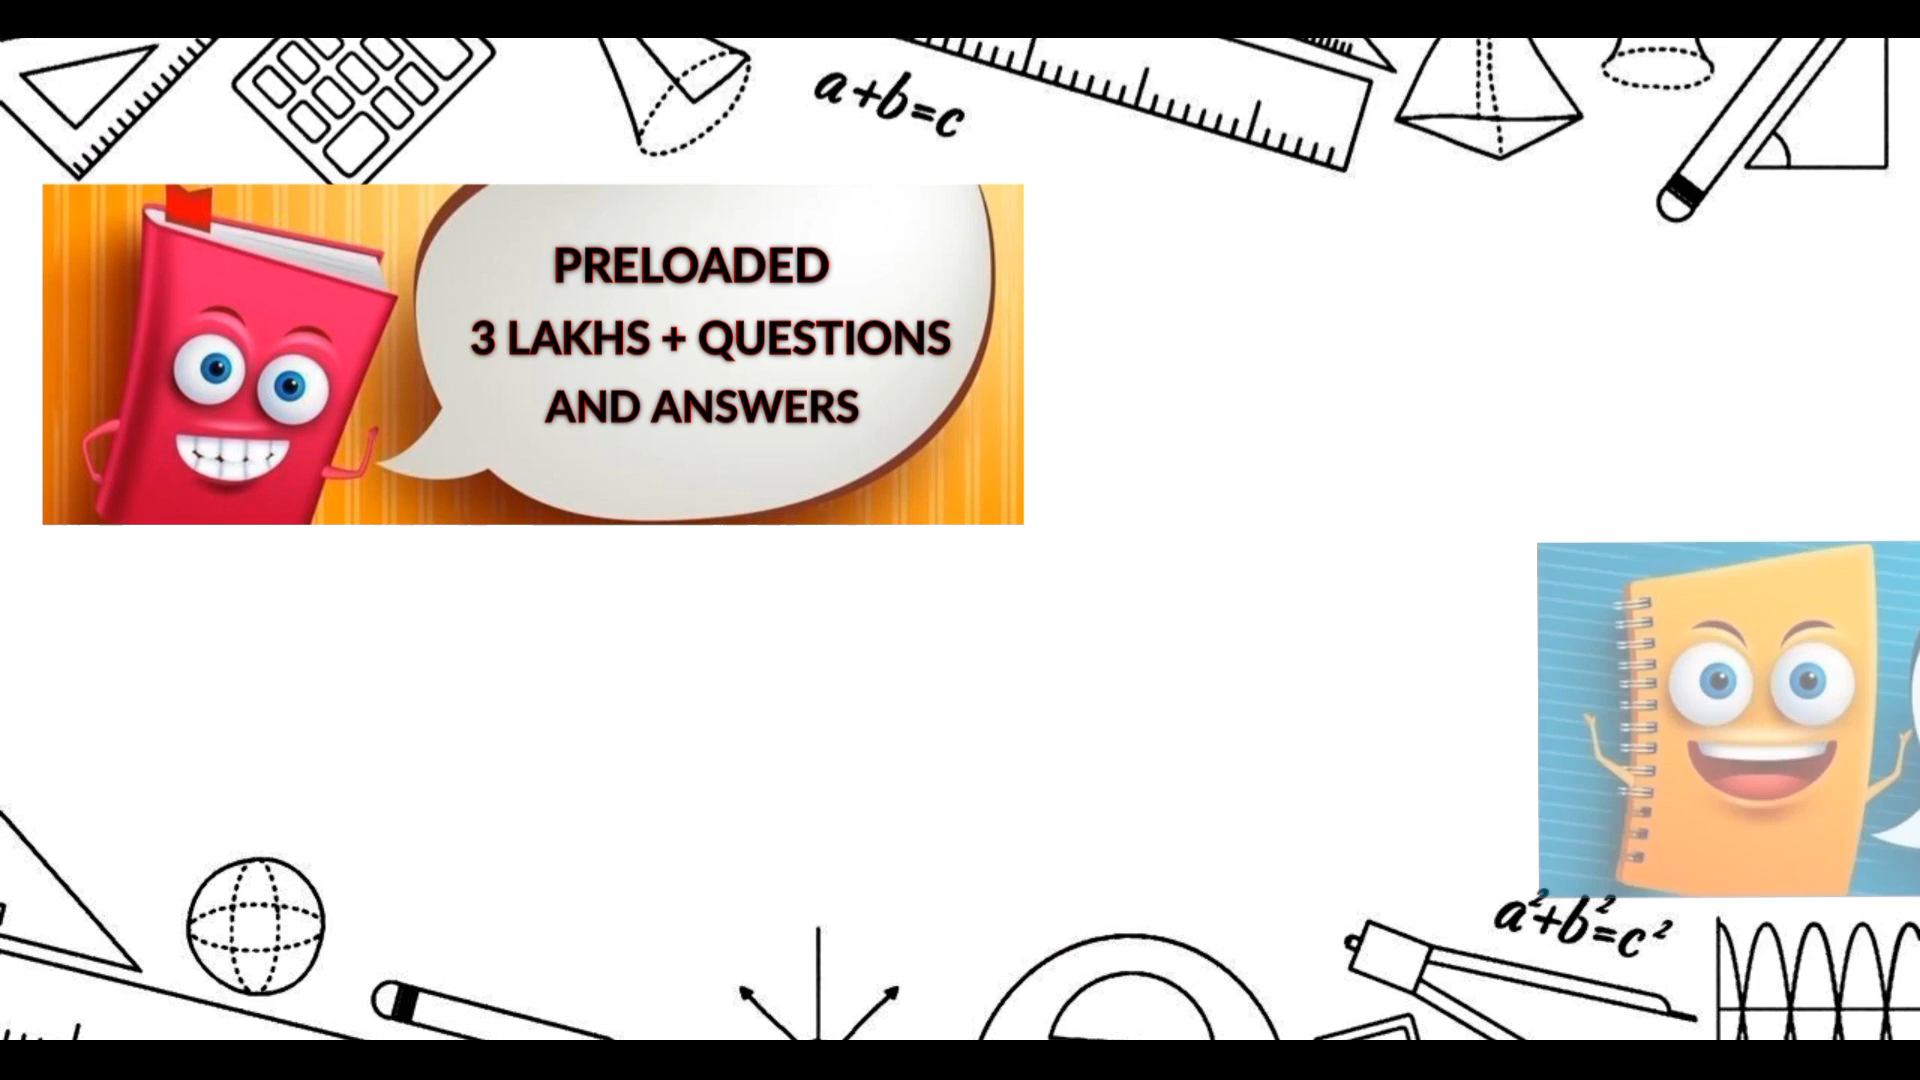 a+b=c
PRELOADED
3 LAKHS + QUESTIONS
AND ANSWERS
a²+b²=c²